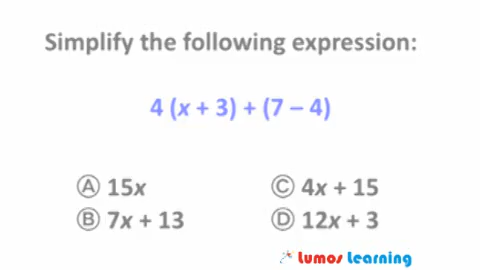 Simplify the following expression:
4 (x + 3) + (7 – 4)
Ⓐ 15x
Ⓑ 7x + 13
Ⓒ 4x + 15
Ⓓ 12x + 3
Lumos Learning